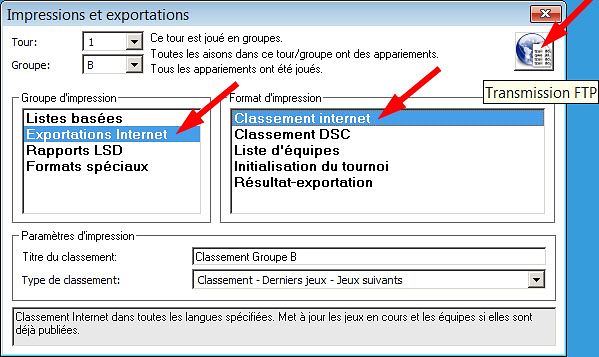 Impressions et exportations
Tour:
1
Ce tour est joué en groupes.
Toutes les aisons dans ce tour/groupe ont des appariements.
Groupe:
B
Tous les appariements ont été joués.
Transmission FTP
Groupe d'impression
Listes basées
Exportations Internet
Rapports LSD
Formats spéciaux
Format d'impression
Classement internet
Classement DSC
Liste d'équipes
Initialisation du tournoi
Résultat-exportation
Paramètres d'impression
Titre du classement:
Classement Groupe B
Type de classement:
Classement - Derniers jeux - Jeux suivants
Classement Internet dans toutes les langues spécifiées. Met à jour les jeux en cours et les équipes si elles sont
déjà publiées.